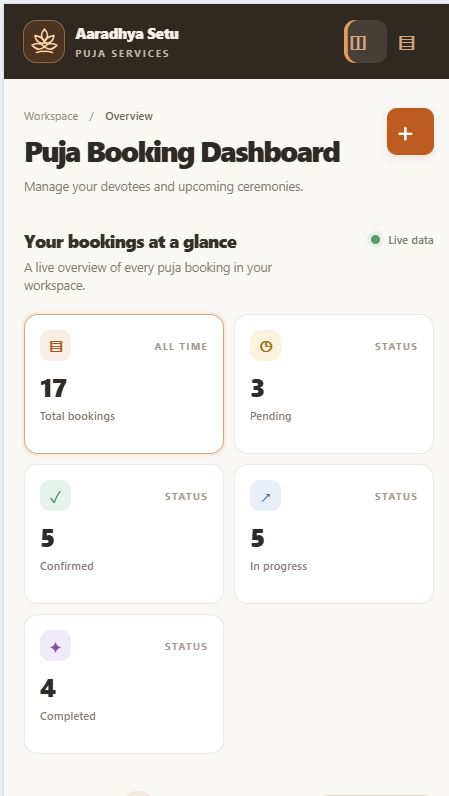 Aaradhya Setu
PUJA SERVICES
Workspace / Overview
Puja Booking Dashboard
+
Manage your devotees and upcoming ceremonies.
Your bookings at a glance
Live data
A live overview of every puja booking in your
workspace.
ALL TIME
17
Total bookings
STATUS
3
Pending
STATUS
5
Confirmed
STATUS
5
In progress
STATUS
4
Completed